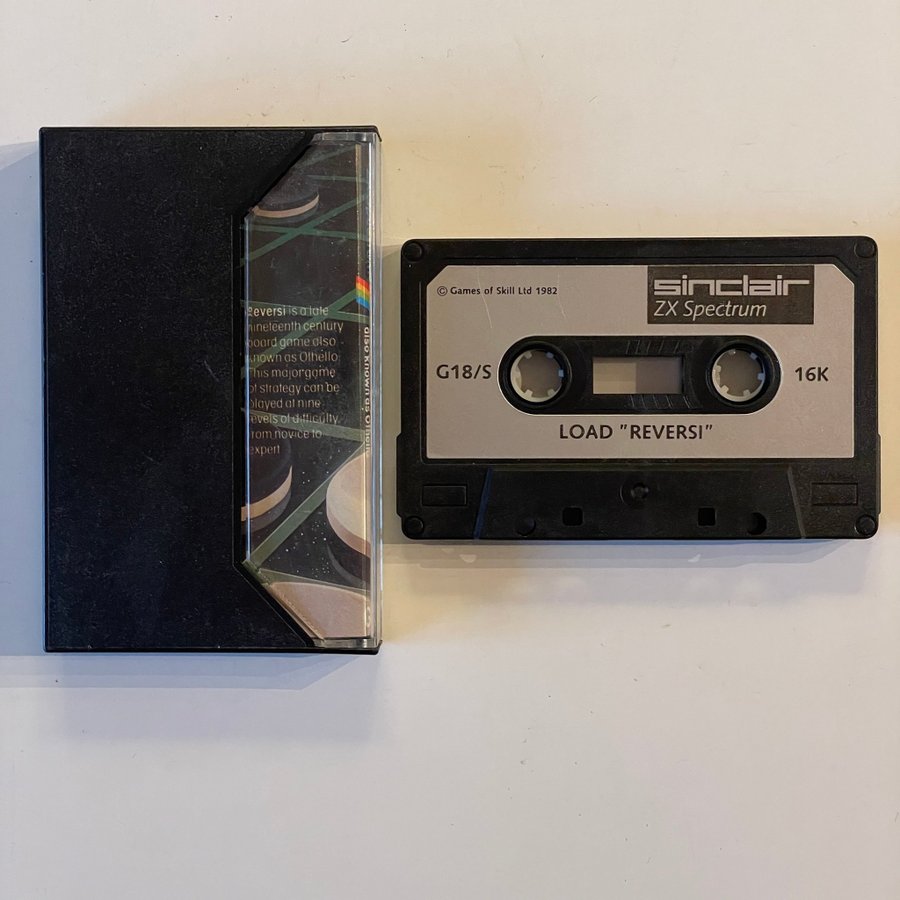 Reversi is a late
nineteenth century
board game also
known as Othello
This major game
of strategy can be
played at nine
levels of difficulty
from novice to
expert
also known as Othell
© Games of Skill Ltd 1982
sinclair
ZX Spectrum
G18/S
16K
LOAD "REVERSI"